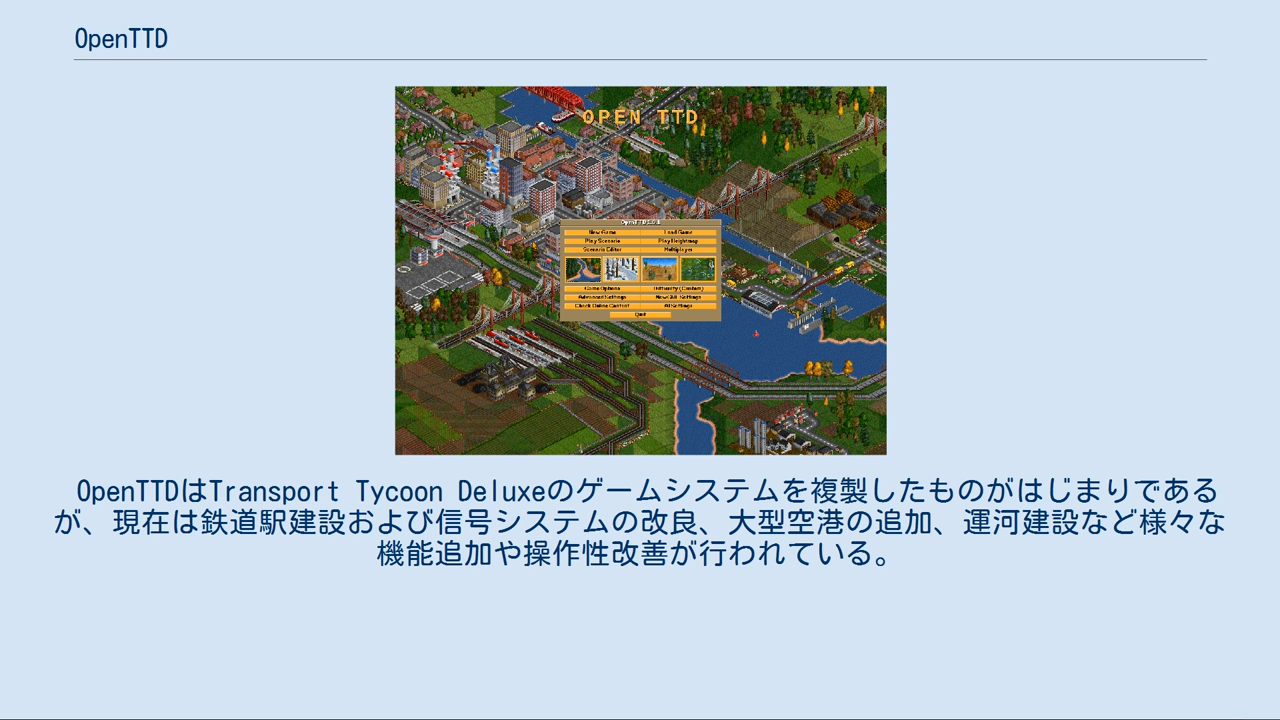 OpenTTD
OPEN TTD
New Game
Load Game
Play Scenario
Play Heightmap
Scenario Editor
Multiplayer
Game Options
Difficulty (Custom)
Advanced Settings
NewGRF Settings
Check Online Content
AI Settings
Quit
OpenTTDはTransport Tycoon Deluxeのゲームシステムを複製したものがはじまりである
が、現在は鉄道駅建設および信号システムの改良、大型空港の追加、運河建設など様々な
機能追加や操作性改善が行われている。